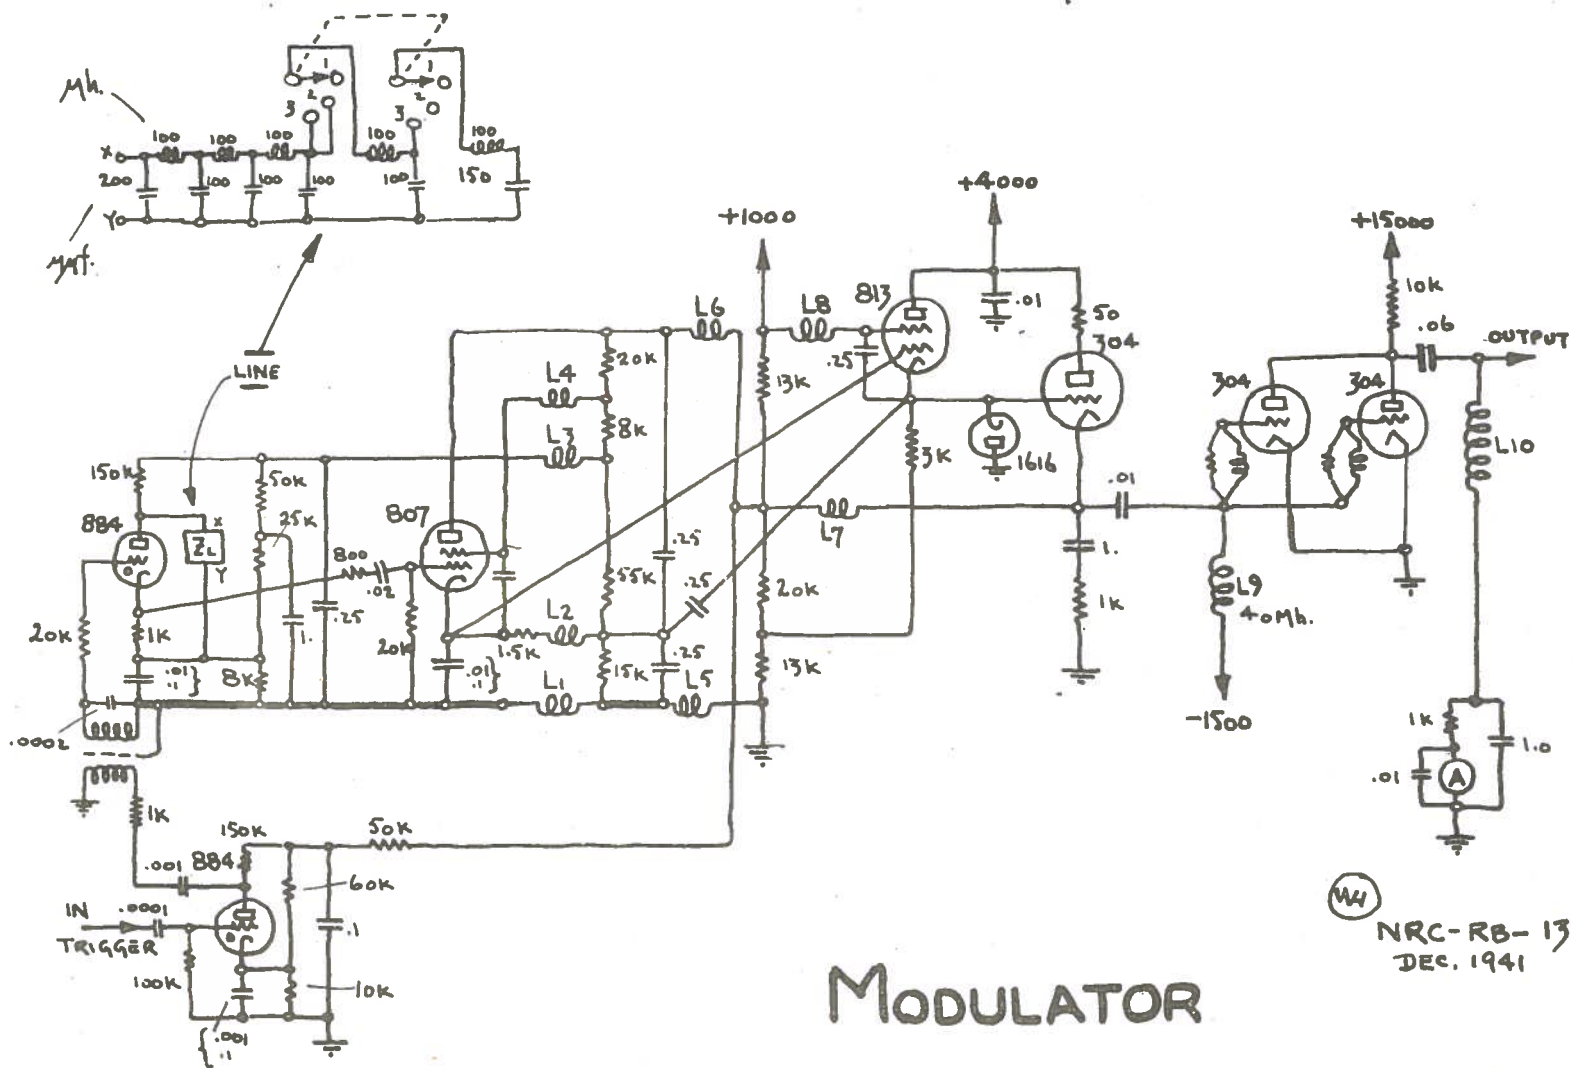 μh.
1
1
2
2
3
3
100
100
100
100
100
X
200
100
100
100
100
150
Y
μμf.
LINE
+1000
+4000
+15000
10K
.06
OUTPUT
L6
L8
813
.01
50
304
.25
20K
13K
L4
8K
L3
304
304
L10
150K
50K
3K
1616
.01
884
25K
807
X
ZL
Y
800
.02
L7
.25
55K
.25
20K
1.
1K
L9
40Mh.
20K
1K
1.
.25
20K
L2
1.5K
.25
.01
.1
8K
.01
.1
15K
L5
13K
L1
-1500
.0002
1K
1.0
.01
A
1K
150K
50K
.001
884
60K
IN
.0001
TRIGGER
.1
100K
10K
.001
.1
NRC-RB-13
DEC. 1941
MODULATOR